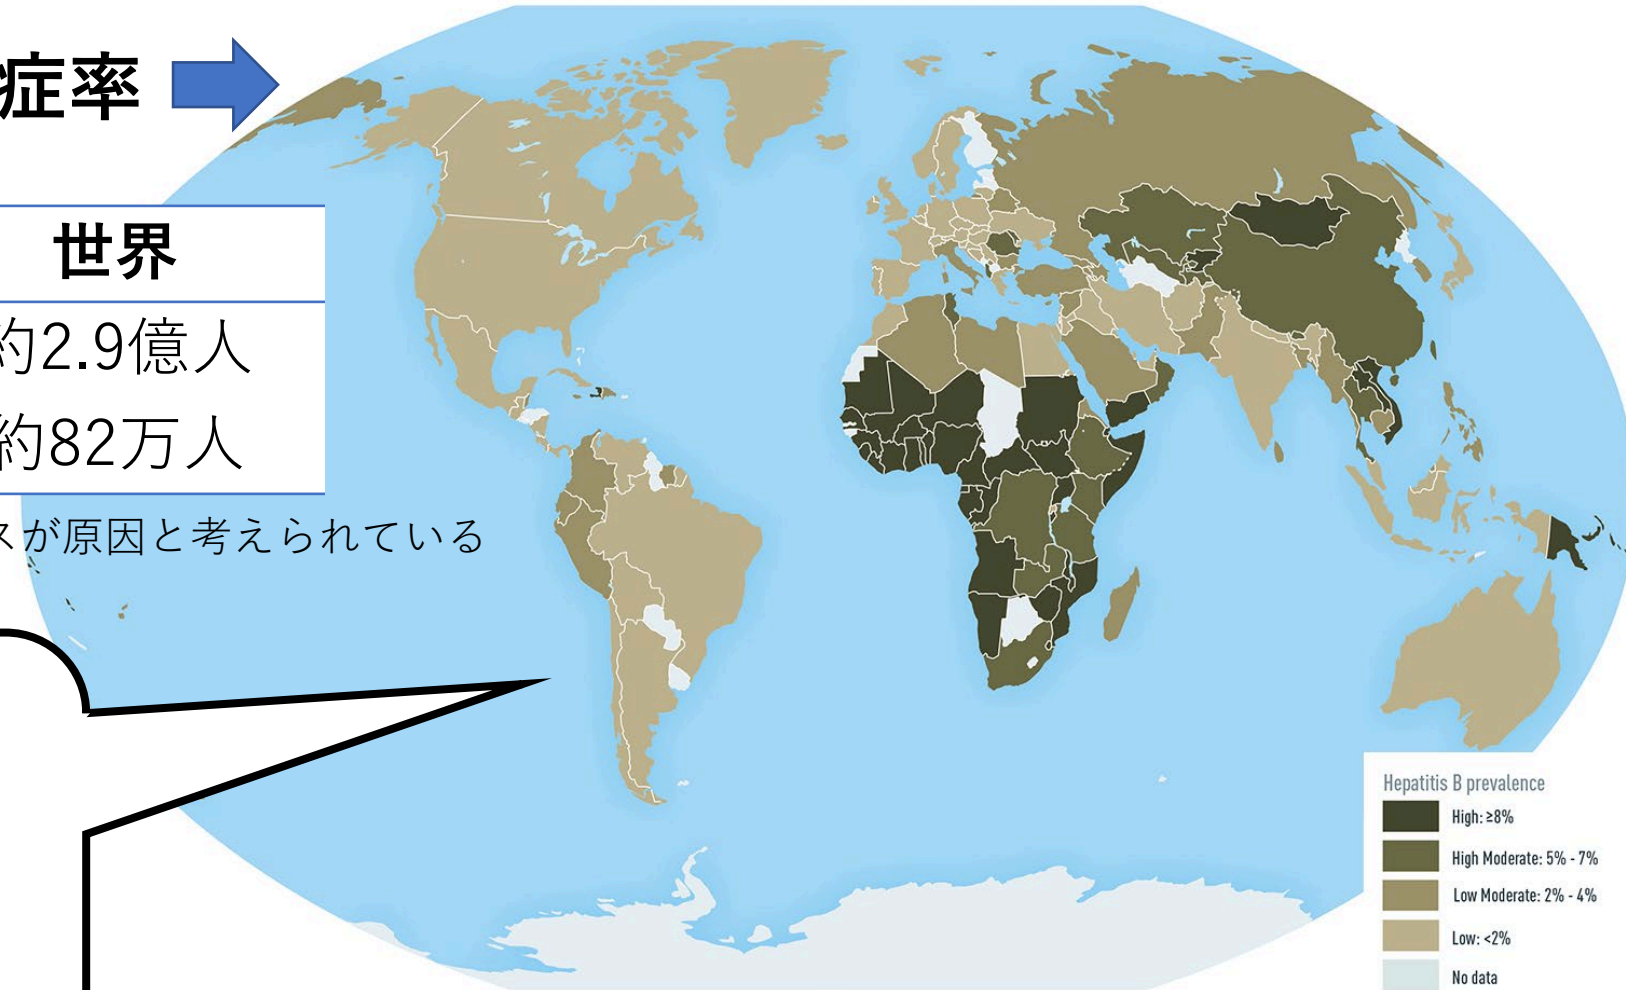 症率
世界
約2.9億人
約82万人
スが原因と考えられている
Hepatitis B prevalence
High: ≥8%
High Moderate: 5% - 7%
Low Moderate: 2% - 4%
Low: <2%
No data